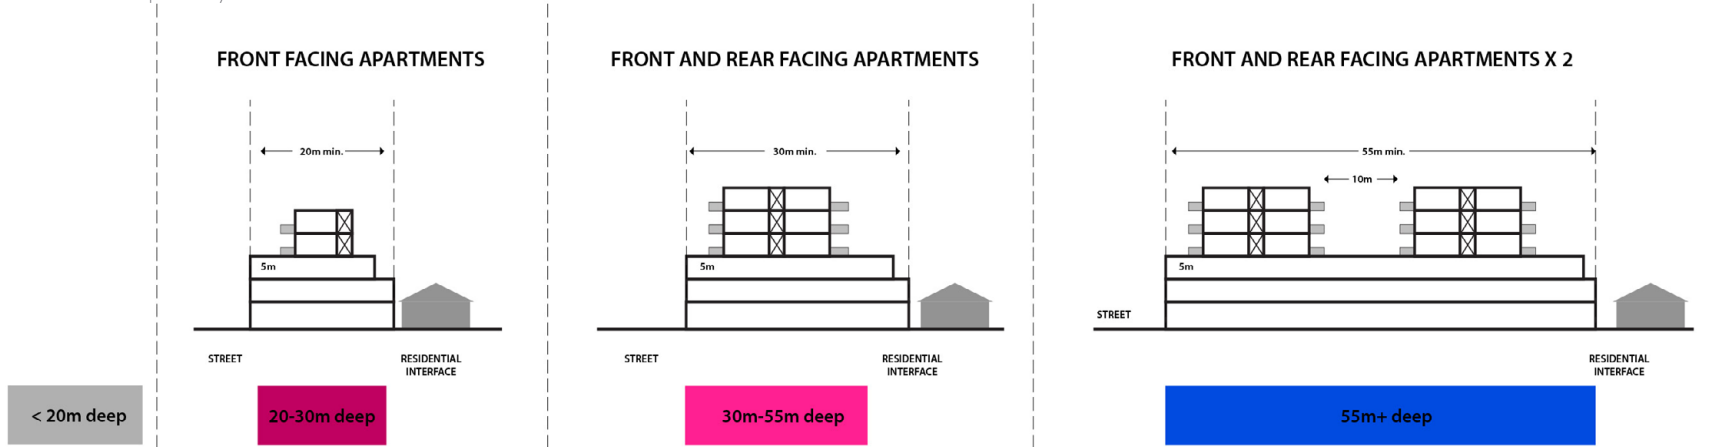 FRONT FACING APARTMENTS
20m min.
5m
STREET
RESIDENTIAL
INTERFACE
FRONT AND REAR FACING APARTMENTS
30m min.
5m
STREET
RESIDENTIAL
INTERFACE
FRONT AND REAR FACING APARTMENTS X 2
55m min.
10m
5m
STREET
RESIDENTIAL
INTERFACE
< 20m deep
20-30m deep
30m-55m deep
55m+ deep